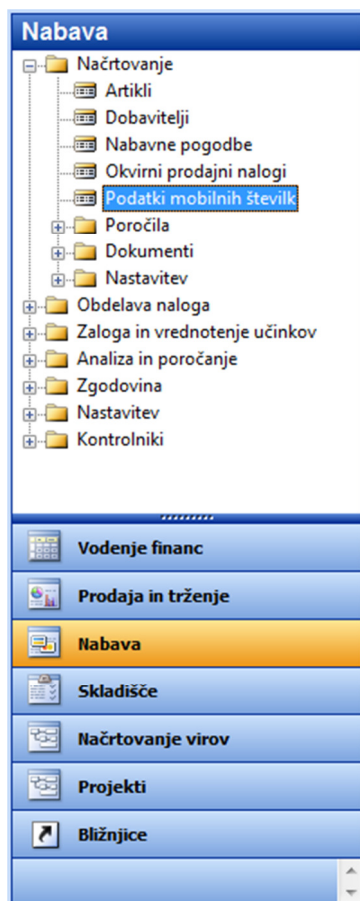 Nabava
Načrtovanje
Artikli
Dobavitelji
Nabavne pogodbe
Okvirni prodajni nalogi
Podatki mobilnih številk
Poročila
Dokumenti
Nastavitev
Obdelava naloga
Zaloga in vrednotenje učinkov
Analiza in poročanje
Zgodovina
Nastavitev
Kontrolniki
Vodenje financ
Prodaja in trženje
Nabava
Skladišče
Načrtovanje virov
Projekti
Bližnjice